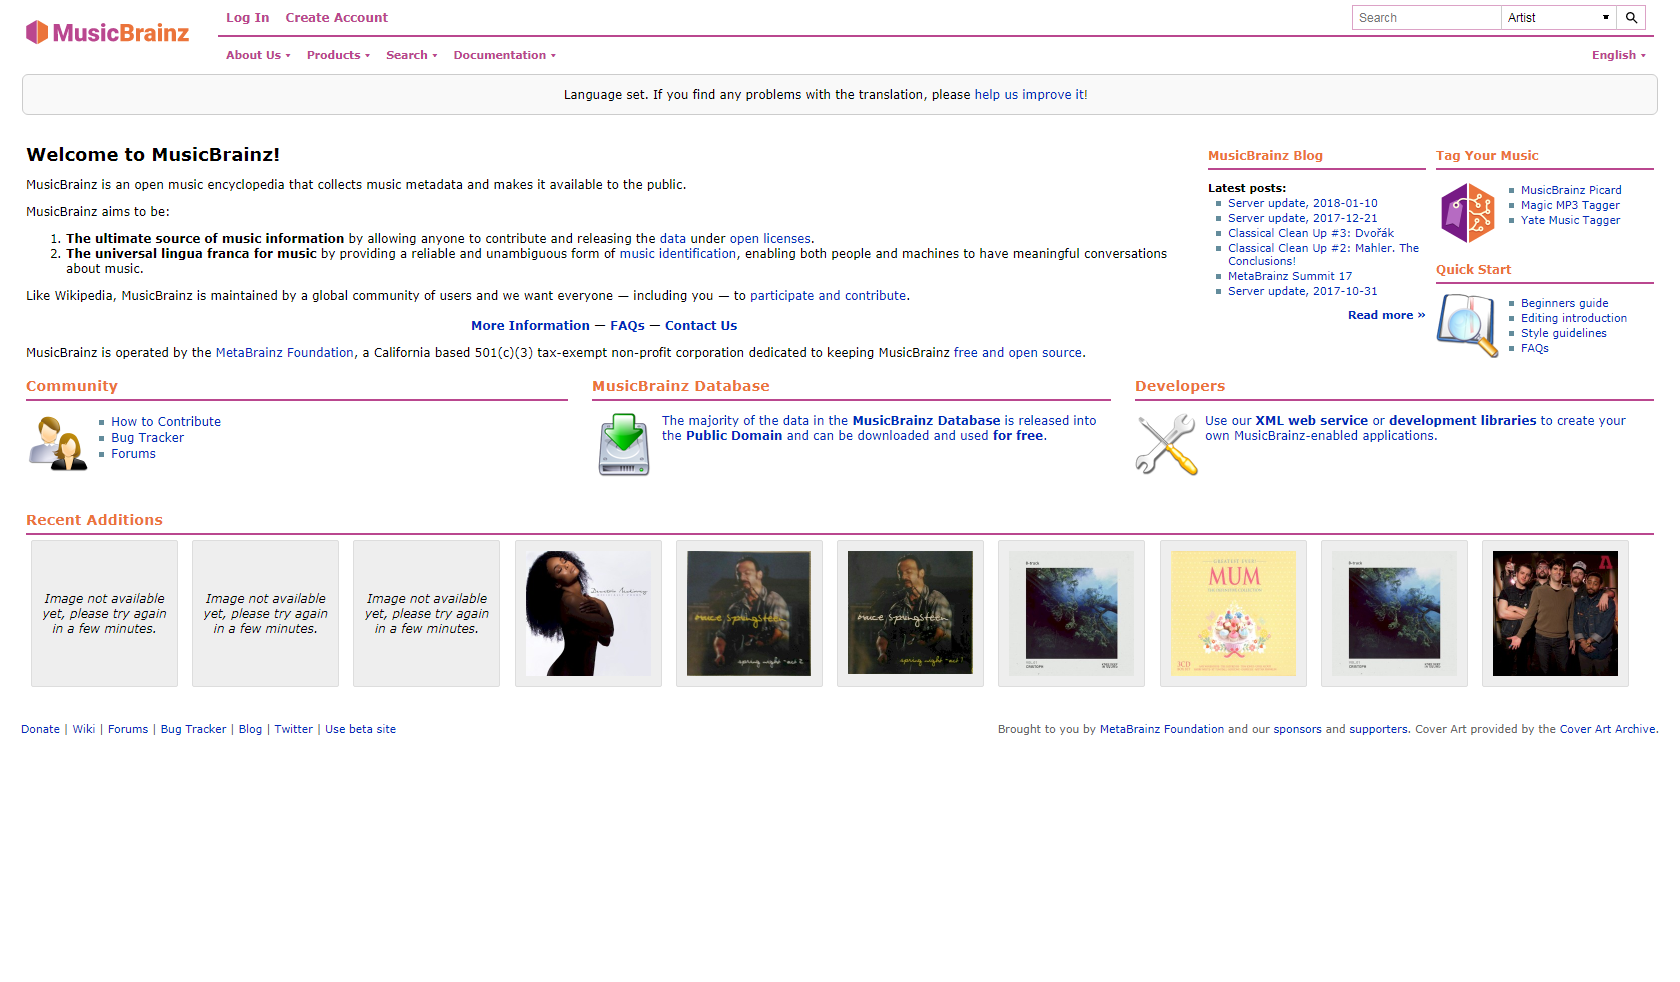 MusicBrainz
Log In Create Account
Search Artist
About Us Products Search Documentation English
Language set. If you find any problems with the translation, please help us improve it!
Welcome to MusicBrainz!
MusicBrainz is an open music encyclopedia that collects music metadata and makes it available to the public.
MusicBrainz aims to be:
1. The ultimate source of music information by allowing anyone to contribute and releasing the data under open licenses.
2. The universal lingua franca for music by providing a reliable and unambiguous form of music identification, enabling both people and machines to have meaningful conversations
about music.
Like Wikipedia, MusicBrainz is maintained by a global community of users and we want everyone — including you — to participate and contribute.
More Information — FAQs — Contact Us
MusicBrainz is operated by the MetaBrainz Foundation, a California based 501(c)(3) tax-exempt non-profit corporation dedicated to keeping MusicBrainz free and open source.
MusicBrainz Blog
Latest posts:
Server update, 2018-01-10
Server update, 2017-12-21
Classical Clean Up #3: Dvořák
Classical Clean Up #2: Mahler. The
Conclusions!
MetaBrainz Summit 17
Server update, 2017-10-31
Read more »
Tag Your Music
MusicBrainz Picard
Magic MP3 Tagger
Yate Music Tagger
Quick Start
Beginners guide
Editing introduction
Style guidelines
FAQs
Community
How to Contribute
Bug Tracker
Forums
MusicBrainz Database
The majority of the data in the MusicBrainz Database is released into
the Public Domain and can be downloaded and used for free.
Developers
Use our XML web service or development libraries to create your
own MusicBrainz-enabled applications.
Recent Additions
Image not available
yet, please try again
in a few minutes.
Image not available
yet, please try again
in a few minutes.
Image not available
yet, please try again
in a few minutes.
bruce springsteen
spring night - act 2
bruce springsteen
spring night - act 1
GREATEST EVER!
MUM
3CD
Donate | Wiki | Forums | Bug Tracker | Blog | Twitter | Use beta site
Brought to you by MetaBrainz Foundation and our sponsors and supporters. Cover Art provided by the Cover Art Archive.